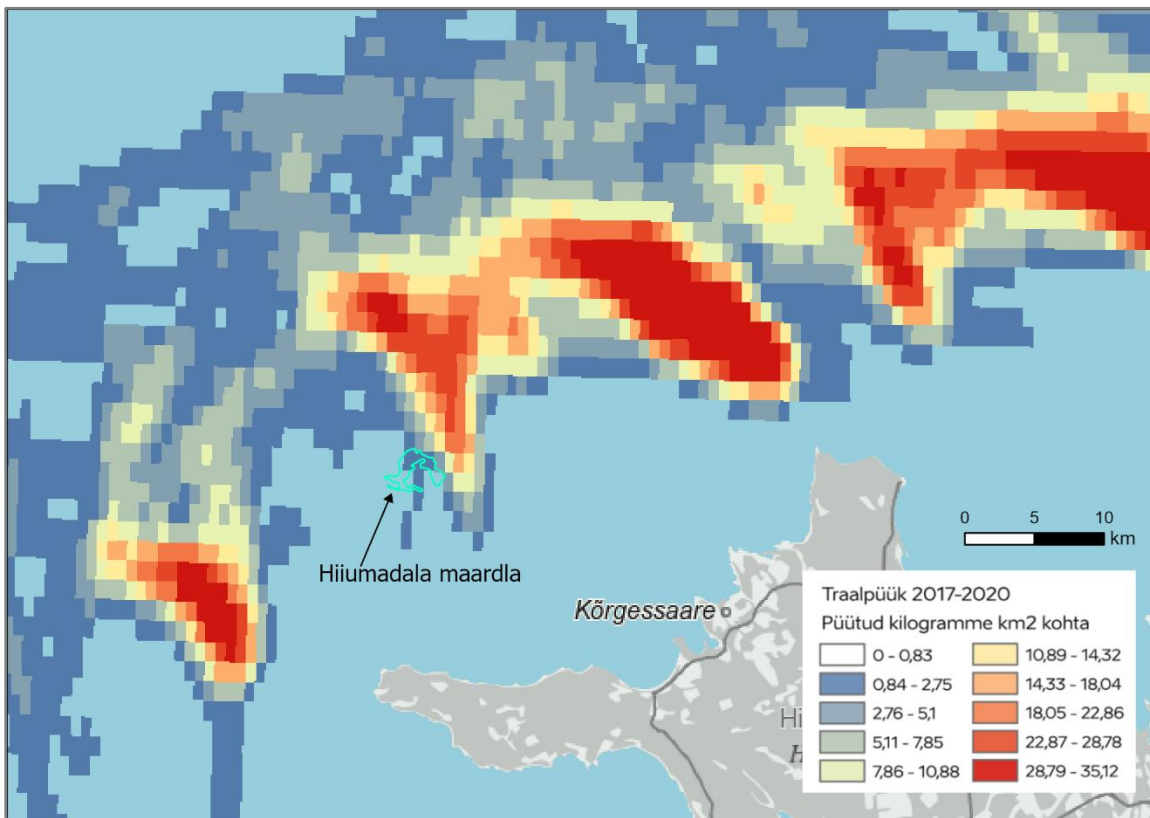 Hiiumadala maardla
Kõrgessaare
0 5 10
km
Hi
H
Traalpüük 2017-2020
Püütud kilogramme km2 kohta
0 - 0,83
0,84 - 2,75
2,76 - 5,1
5,11 - 7,85
7,86 - 10,88
10,89 - 14,32
14,33 - 18,04
18,05 - 22,86
22,87 - 28,78
28,79 - 35,12